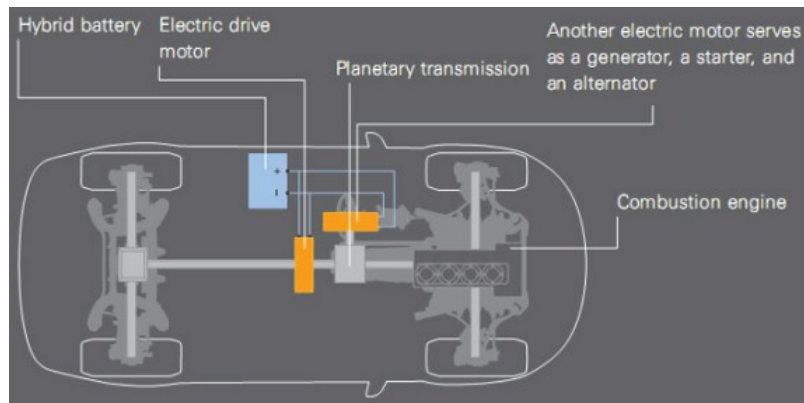 Hybrid battery
Electric drive
motor
Planetary transmission
Another electric motor serves
as a generator, a starter, and
an alternator
Combustion engine
+
I